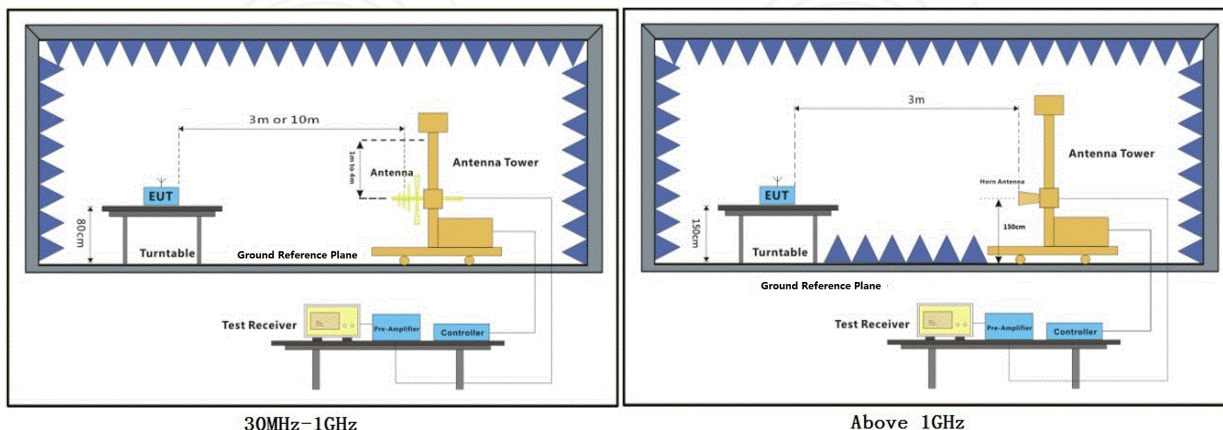 3m or 10m
1m to 4m
Antenna
Antenna Tower
EUT
80cm
Turntable
Ground Reference Plane
Test Receiver
Pre-Amplifier
Controller
30MHz-1GHz
3m
Antenna Tower
Horn Antenna
EUT
150cm
150cm
Turntable
Ground Reference Plane
Test Receiver
Pre-Amplifier
Controller
Above 1GHz